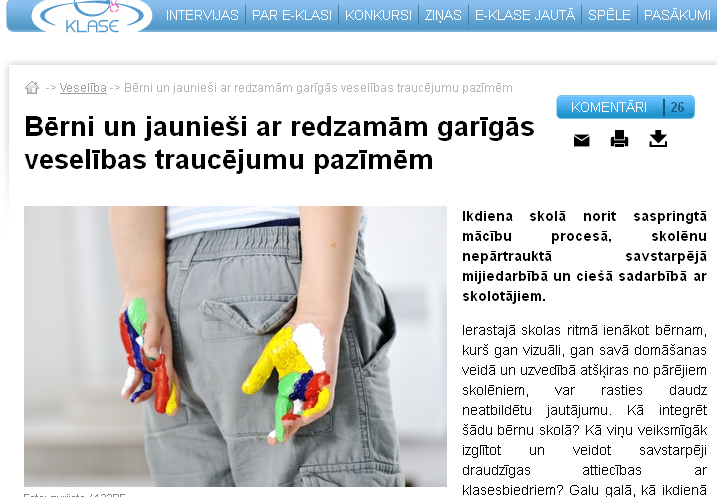 KLASE
INTERVIJAS
PAR E-KLASI
KONKURSI
ZIŅAS
E-KLASE JAUTĀ
SPĒLE
PASĀKUMI
-> Veselība -> Bērni un jaunieši ar redzamām garīgās veselības traucējumu pazīmēm
KOMENTĀRI 26
Bērni un jaunieši ar redzamām garīgās
veselības traucējumu pazīmēm
Ikdiena skolā norit saspringtā
mācību procesā, skolēnu
nepārtrauktā savstarpējā
mijiedarbībā un ciešā sadarbībā ar
skolotājiem.
Ierastajā skolas ritmā ienākot bērnam,
kurš gan vizuāli, gan savā domāšanas
veidā un uzvedībā atšķiras no pārējiem
skolēniem, var rasties daudz
neatbildētu jautājumu. Kā integrēt
šādu bērnu skolā? Kā viņu veiksmīgāk
izglītot un veidot savstarpēji
draudzīgas attiecības ar
klasesbiedriem? Galu galā, kā ikdienā